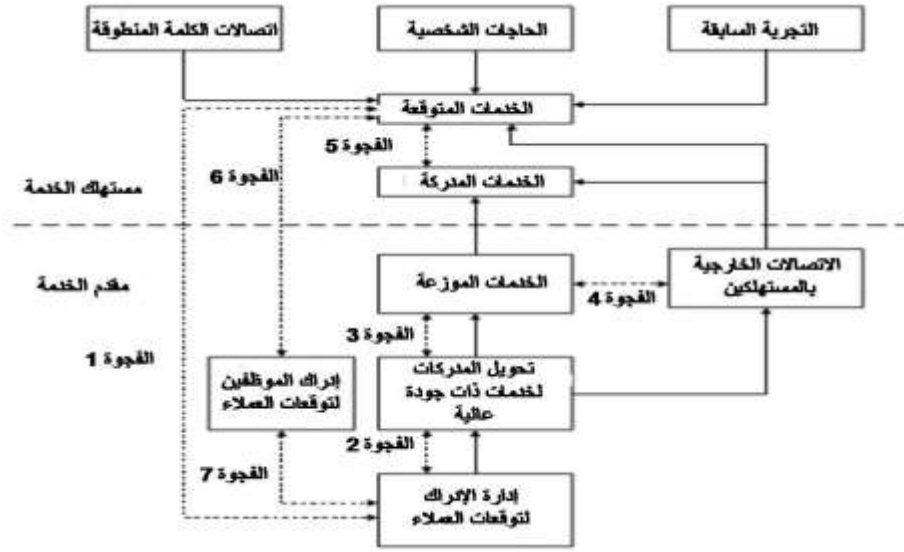 التجربة السابقة
الحاجات الشخصية
اتصالات الكلمة المنطوقة
الخدمات المتوقعة
الفجوة 5
الفجوة 6
الخدمات المدركة
مستهلك الخدمة
مقدم الخدمة
الاتصالات الخارجية
بالمستهلكين
الخدمات الموزعة
الفجوة 4
الفجوة 3
الفجوة 1
تحويل المدركات
لخدمات ذات جودة
عالية
إدراك الموظفين
لتوقعات العملاء
الفجوة 2
الفجوة 7
إدارة الإدراك
لتوقعات العملاء